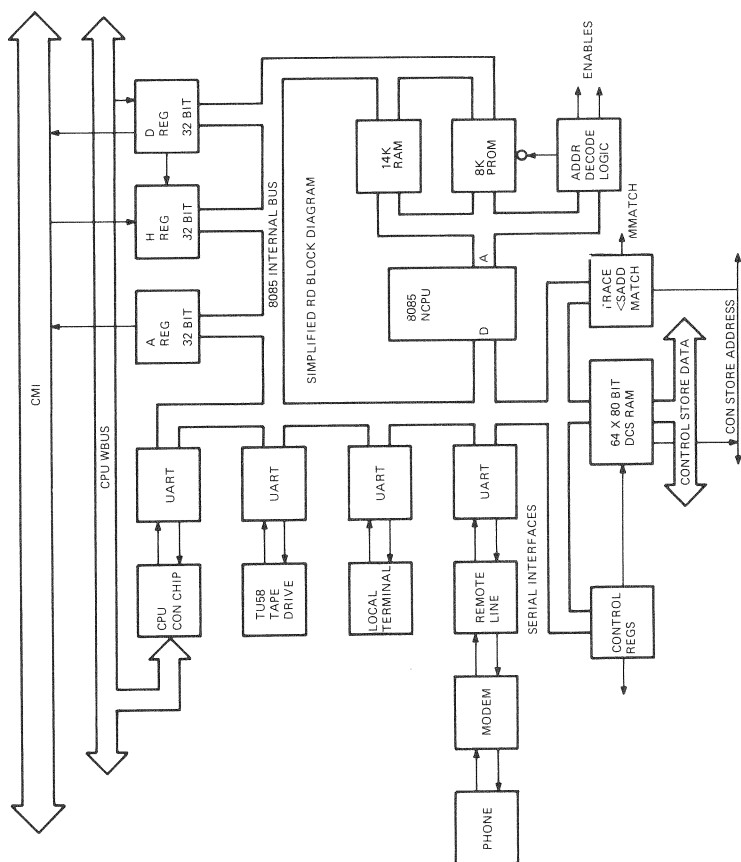 CMI
CPU WBUS
CPU
CON CHIP
UART
A
REG
32 BIT
H
REG
32 BIT
D
REG
32 BIT
TU58
TAPE
DRIVE
UART
8085 INTERNAL BUS
SIMPLIFIED RD BLOCK DIAGRAM
LOCAL
TERMINAL
UART
14K
RAM
PHONE
MODEM
REMOTE
LINE
UART
8085
NCPU
D
A
8K
PROM
SERIAL INTERFACES
ADDR
DECODE
LOGIC
ENABLES
CONTROL
REGS
64 X 80 BIT
DCS RAM
TRACE
CSADD
MATCH
MMATCH
CONTROL STORE DATA
CON STORE ADDRESS